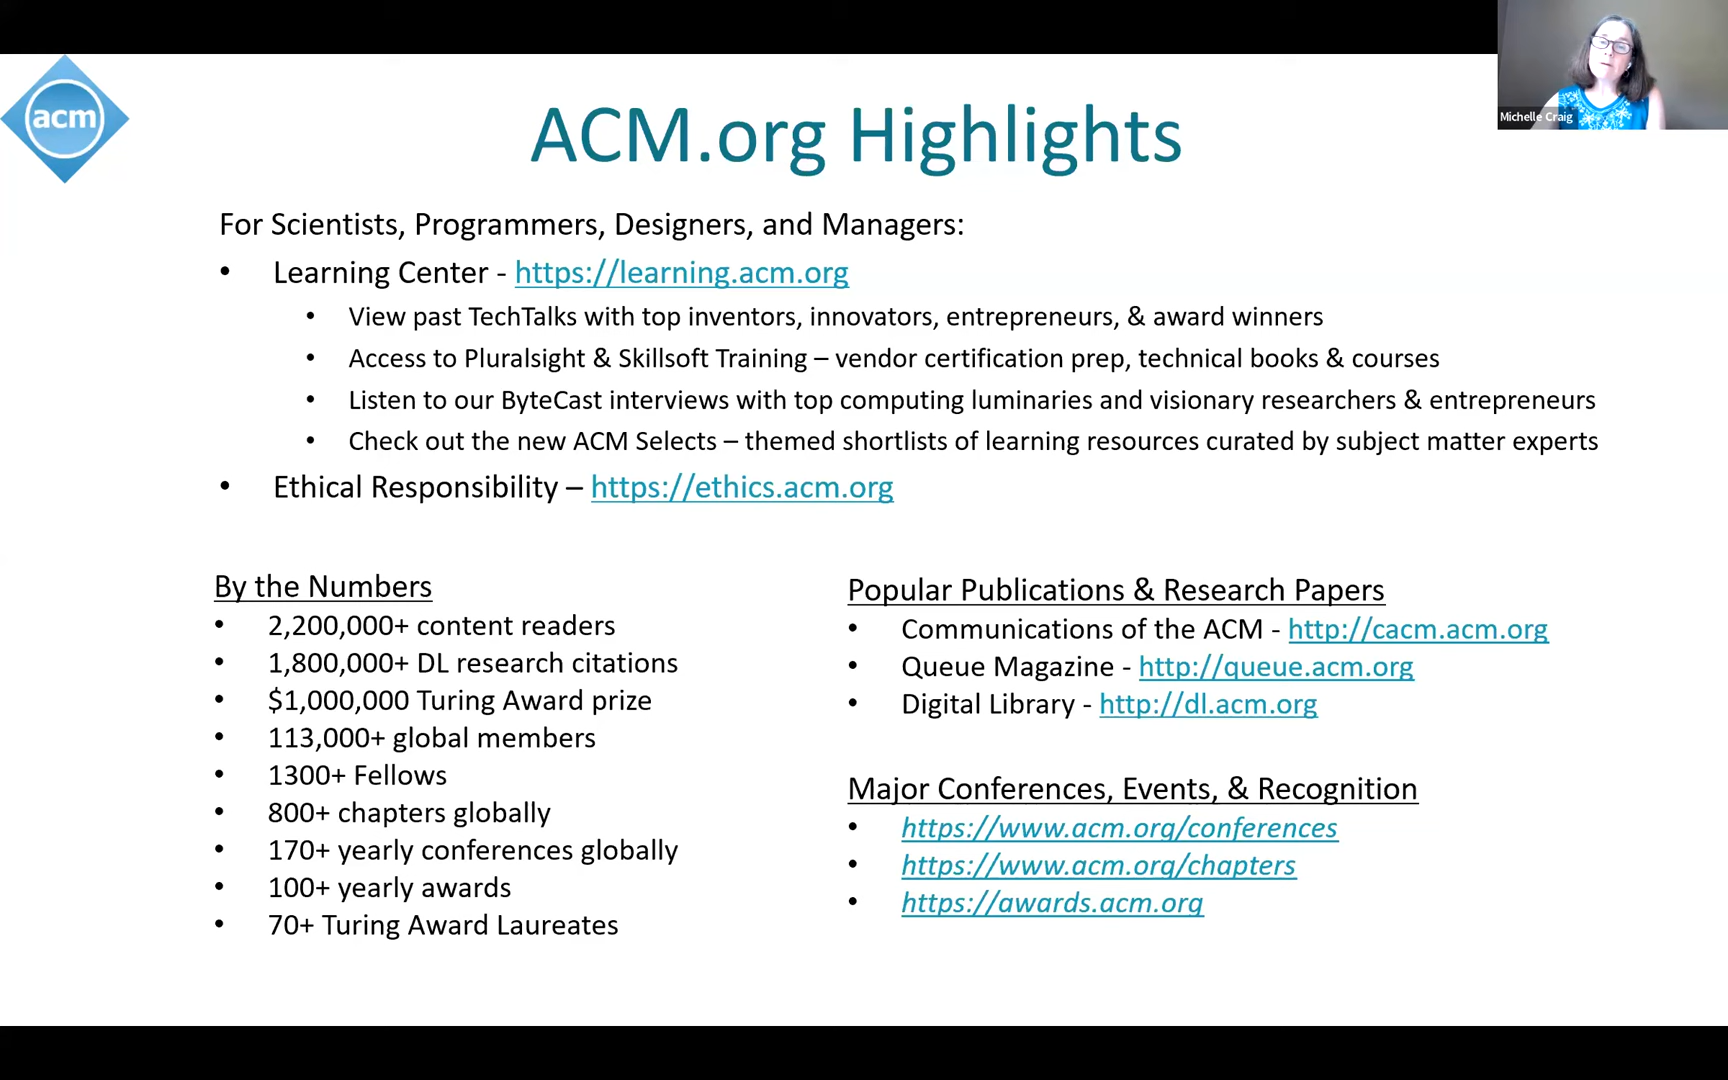 acm
Michelle Craig
ACM.org Highlights
For Scientists, Programmers, Designers, and Managers:
• Learning Center - https://learning.acm.org
• View past TechTalks with top inventors, innovators, entrepreneurs, & award winners
• Access to Pluralsight & Skillsoft Training – vendor certification prep, technical books & courses
• Listen to our ByteCast interviews with top computing luminaries and visionary researchers & entrepreneurs
• Check out the new ACM Selects – themed shortlists of learning resources curated by subject matter experts
• Ethical Responsibility – https://ethics.acm.org
By the Numbers
• 2,200,000+ content readers
• 1,800,000+ DL research citations
• $1,000,000 Turing Award prize
• 113,000+ global members
• 1300+ Fellows
• 800+ chapters globally
• 170+ yearly conferences globally
• 100+ yearly awards
• 70+ Turing Award Laureates
Popular Publications & Research Papers
• Communications of the ACM - http://cacm.acm.org
• Queue Magazine - http://queue.acm.org
• Digital Library - http://dl.acm.org
Major Conferences, Events, & Recognition
• https://www.acm.org/conferences
• https://www.acm.org/chapters
• https://awards.acm.org